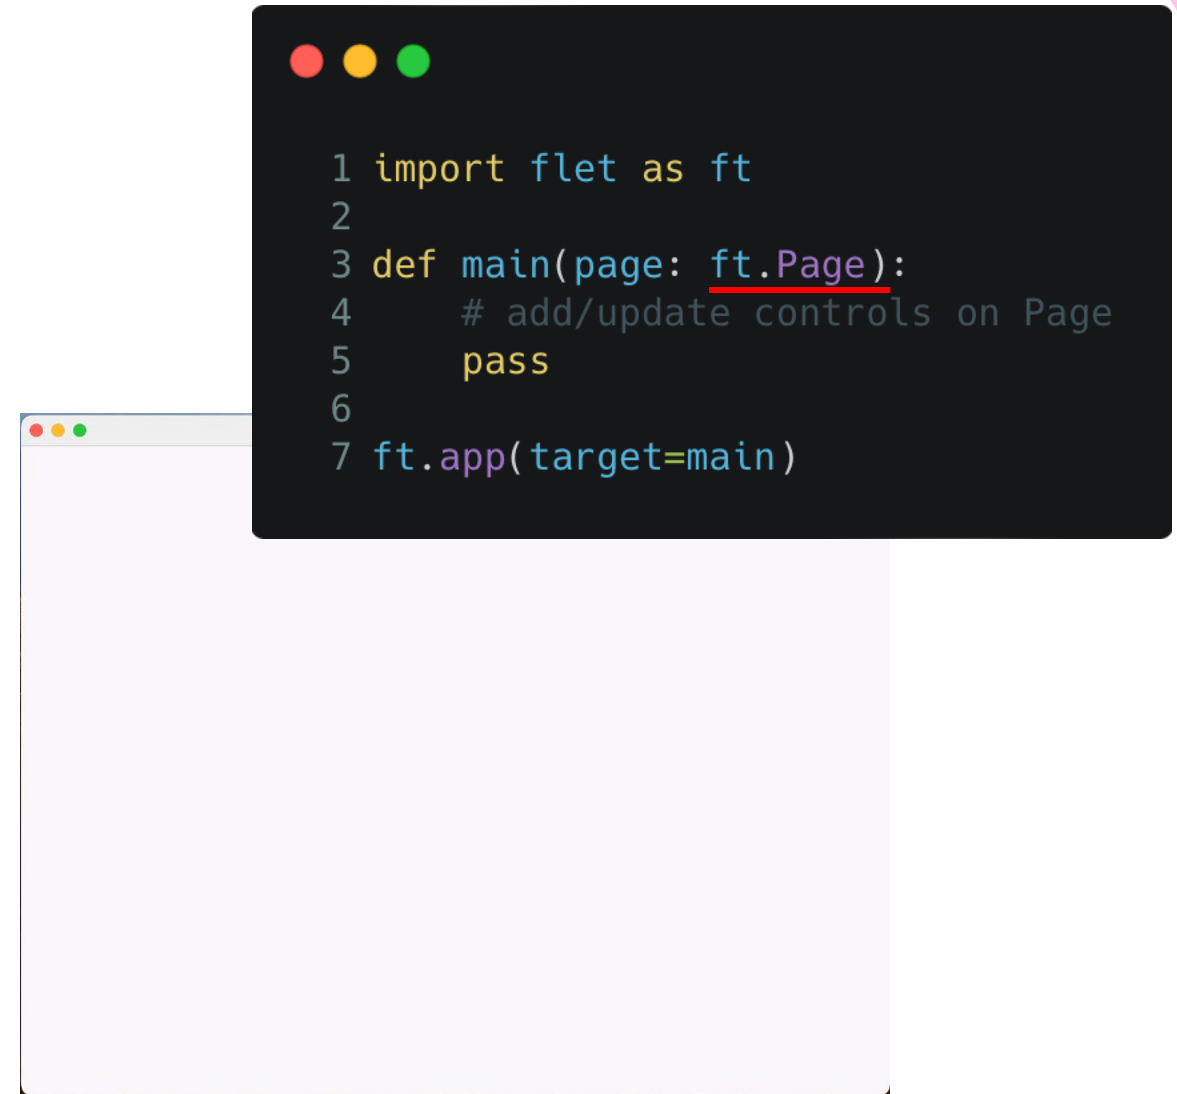 1 import flet as ft
2
3 def main(page: ft.Page):
4     # add/update controls on Page
5     pass
6
7 ft.app(target=main)